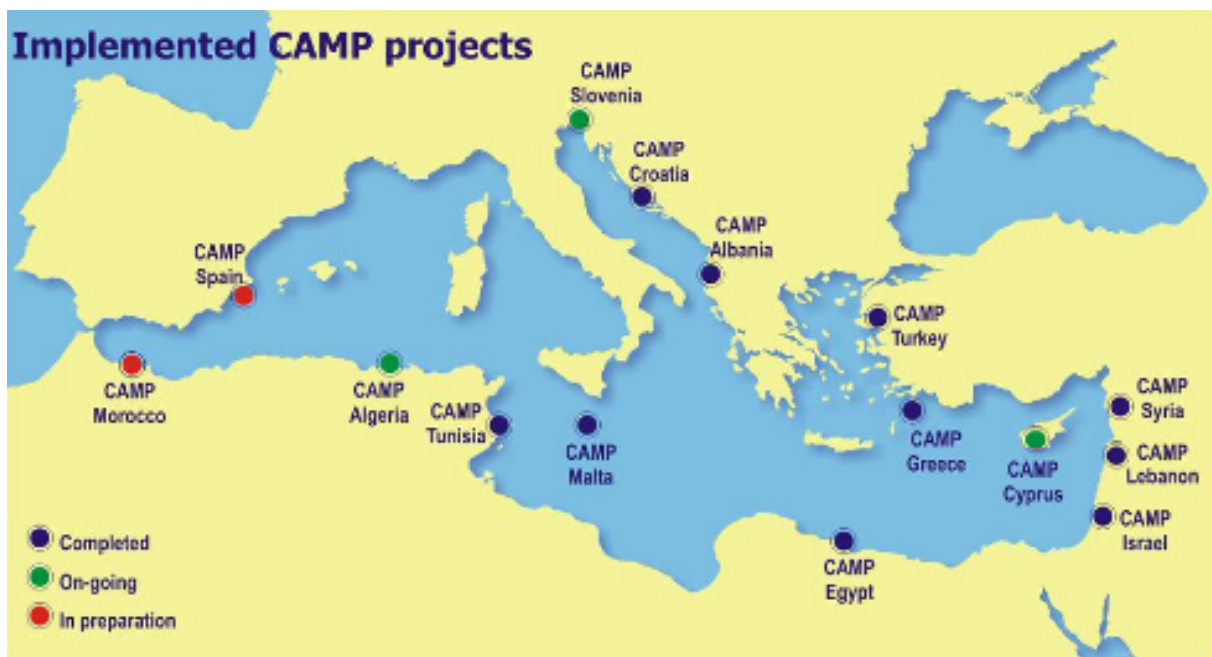 Implemented CAMP projects
CAMP
Slovenia
CAMP
Croatia
CAMP
Albania
CAMP
Spain
CAMP
Turkey
CAMP
Morocco
CAMP
Algeria
CAMP
Tunisia
CAMP
Malta
CAMP
Greece
CAMP
Cyprus
CAMP
Syria
CAMP
Lebanon
CAMP
Israel
CAMP
Egypt
Completed
On-going
In preparation